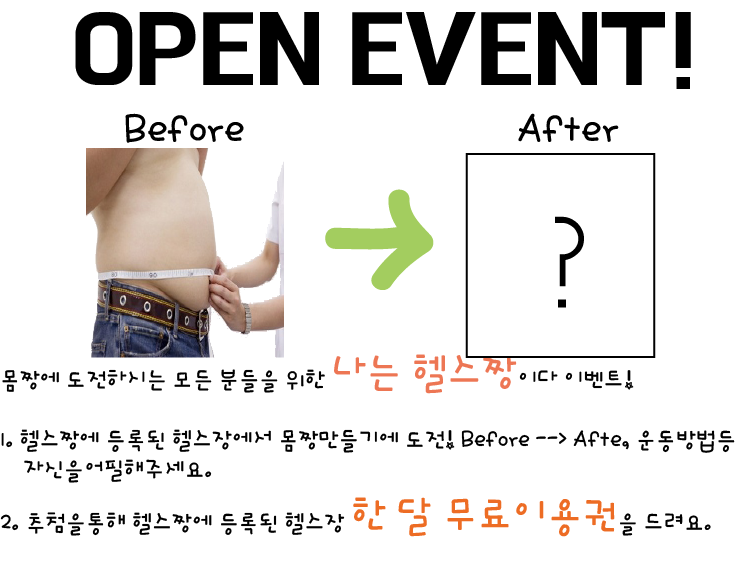 OPEN EVENT!
Before After
?
몸짱에 도전하시는 모든 분들을 위한 나는 헬스짱이다 이벤트!
1. 헬스짱에 등록된 헬스장에서 몸짱만들기에 도전! Before --> Afte, 운동방법등
자신을어필해주세요.
2. 추첨을통해 헬스짱에 등록된 헬스장 한 달 무료이용권을 드려요.